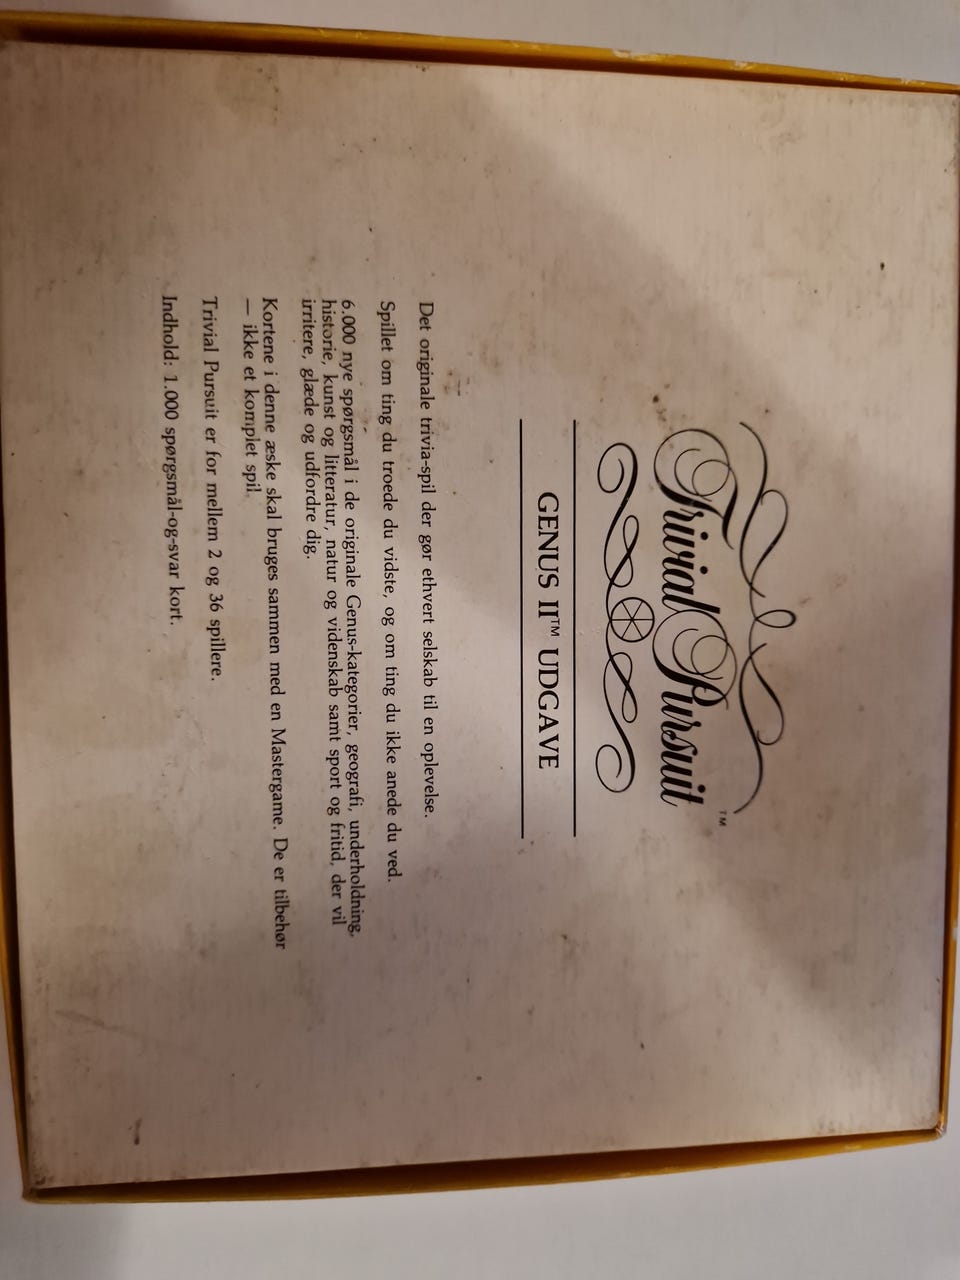 Trivial Pursuit™
GENUS II™ UDGAVE
Det originale trivia-spil der gør ethvert selskab til en oplevelse.
Spillet om ting du troede du vidste, og om ting du ikke anede du ved.
6.000 nye spørgsmål i de originale Genus-kategorier, geografi, underholdning,
historie, kunst og litteratur, natur og videnskab samt sport og fritid, der vil
irritere, glæde og udfordre dig.
Kortene i denne æske skal bruges sammen med en Mastergame. De er tilbehør
— ikke et komplet spil.
Trivial Pursuit er for mellem 2 og 36 spillere.
Indhold: 1.000 spørgsmål-og-svar kort.